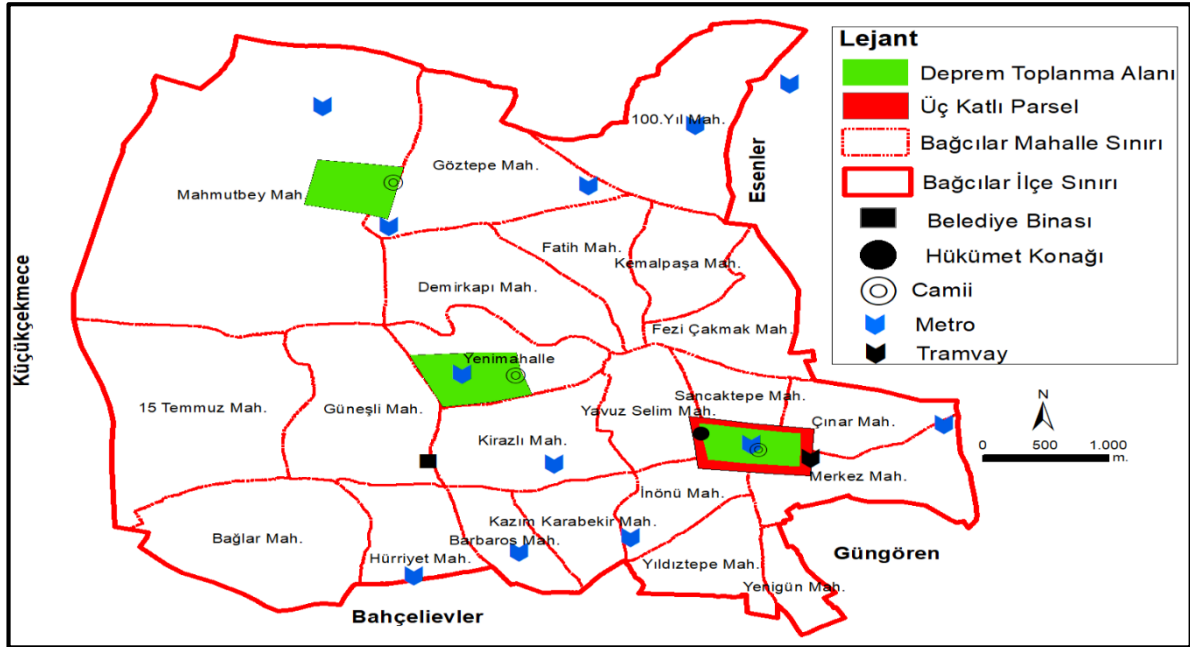 Lejant
Deprem Toplanma Alanı
Üç Katlı Parsel
Bağcılar Mahalle Sınırı
Bağcılar İlçe Sınırı
Belediye Binası
Hükümet Konağı
Camii
Metro
Tramvay
100.Yıl Mah.
Esenler
Göztepe Mah.
Mahmutbey Mah.
Fatih Mah.
Kemalpaşa Mah.
Demirkapı Mah.
Fezi Çakmak Mah.
Küçükçekmece
Yenimahalle
Sancaktepe Mah.
15 Temmuz Mah.
Güneşli Mah.
Yavuz Selim Mah.
Çınar Mah.
Kirazlı Mah.
Merkez Mah.
N
0 500 1.000
m.
İnönü Mah.
Kazım Karabekir Mah.
Bağlar Mah.
Barbaros Mah.
Hürriyet Mah.
Yıldıztepe Mah.
Güngören
Yenigün Mah.
Bahçelievler